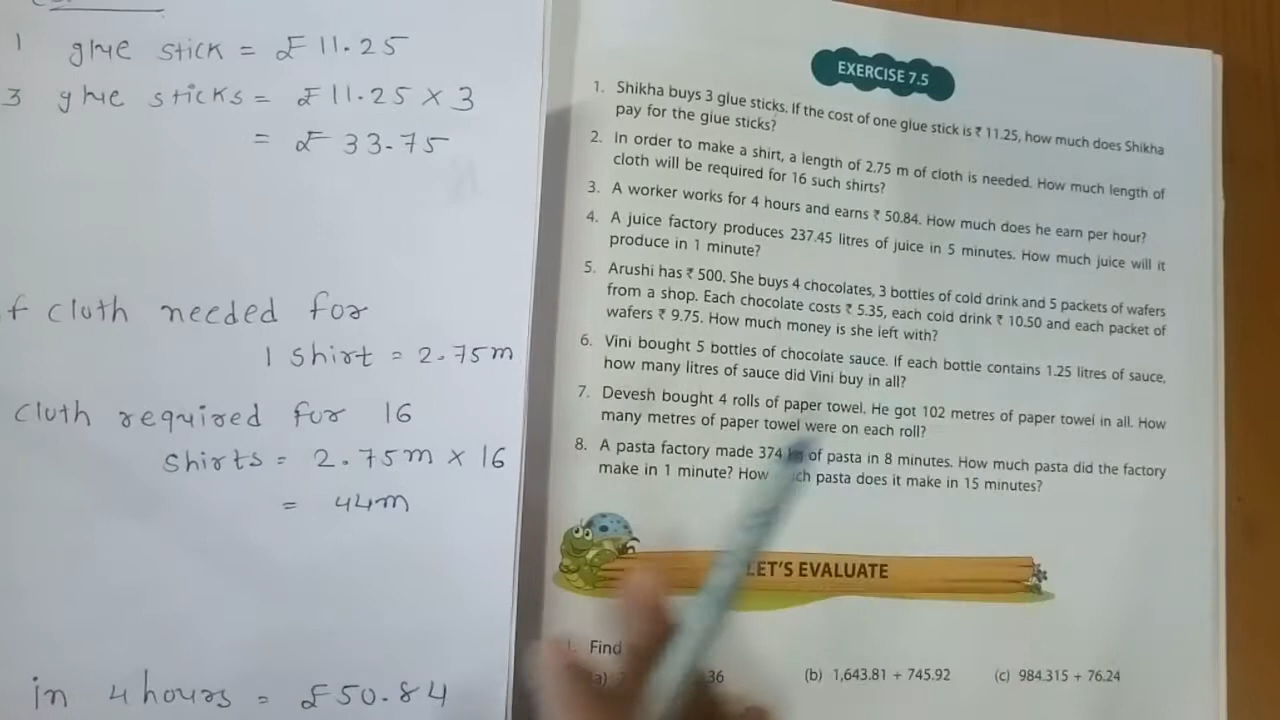 1 glue stick = ₤ 11.25
3 glue sticks = ₤ 11.25 × 3
= ₤ 33.75
f cloth needed for
1 shirt = 2.75m
cloth required for 16
shirts = 2.75m × 16
= 44m
in 4 hours = ₤50.84
EXERCISE 7.5
1. Shikha buys 3 glue sticks. If the cost of one glue stick is ₹ 11.25, how much does Shikha
pay for the glue sticks?
2. In order to make a shirt, a length of 2.75 m of cloth is needed. How much length of
cloth will be required for 16 such shirts?
3. A worker works for 4 hours and earns ₹ 50.84. How much does he earn per hour?
4. A juice factory produces 237.45 litres of juice in 5 minutes. How much juice will it
produce in 1 minute?
5. Arushi has ₹ 500. She buys 4 chocolates, 3 bottles of cold drink and 5 packets of wafers
from a shop. Each chocolate costs ₹ 5.35, each cold drink ₹ 10.50 and each packet of
wafers ₹ 9.75. How much money is she left with?
6. Vini bought 5 bottles of chocolate sauce. If each bottle contains 1.25 litres of sauce,
how many litres of sauce did Vini buy in all?
7. Devesh bought 4 rolls of paper towel. He got 102 metres of paper towel in all. How
many metres of paper towel were on each roll?
8. A pasta factory made 374 kg of pasta in 8 minutes. How much pasta did the factory
make in 1 minute? How pasta does it make in 15 minutes?
LET'S EVALUATE
1. Find
a) 36 (b) 1,643.81 + 745.92 (c) 984.315 + 76.24